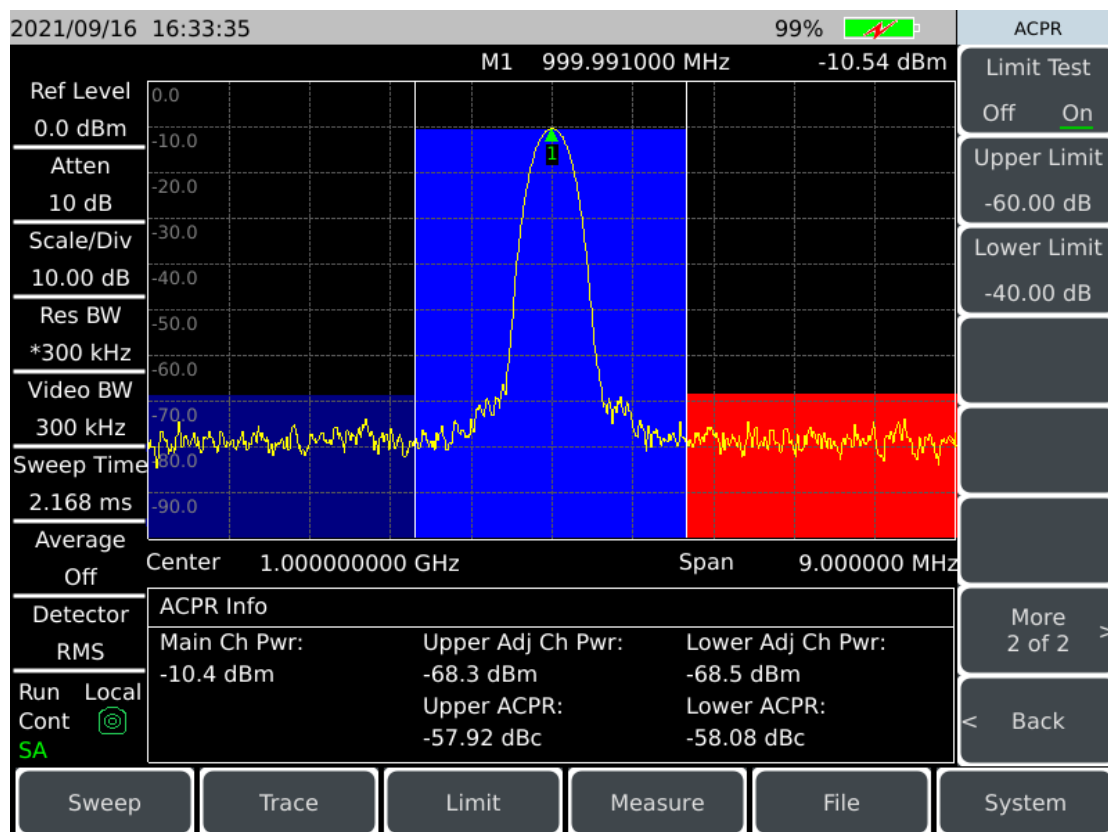 2021/09/16 16:33:35 99% ACPR
M1 999.991000 MHz -10.54 dBm
Ref Level
0.0 dBm
Atten
10 dB
Scale/Div
10.00 dB
Res BW
*300 kHz
Video BW
300 kHz
Sweep Time
2.168 ms
Average
Off
Detector
RMS
Run Local
Cont
SA
0.0
-10.0
-20.0
-30.0
-40.0
-50.0
-60.0
-70.0
-80.0
-90.0
1
Center 1.000000000 GHz Span 9.000000 MHz
ACPR Info
Main Ch Pwr: Upper Adj Ch Pwr: Lower Adj Ch Pwr:
-10.4 dBm -68.3 dBm -68.5 dBm
Upper ACPR: Lower ACPR:
-57.92 dBc -58.08 dBc
Limit Test
Off On
Upper Limit
-60.00 dB
Lower Limit
-40.00 dB
More
2 of 2 >
< Back
Sweep Trace Limit Measure File System